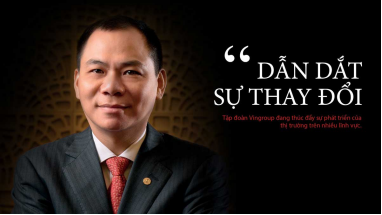 “
DẪN DẮT
SỰ THAY ĐỔI
Tập đoàn Vingroup đang thúc đẩy sự phát triển của
thị trường trên nhiều lĩnh vực.